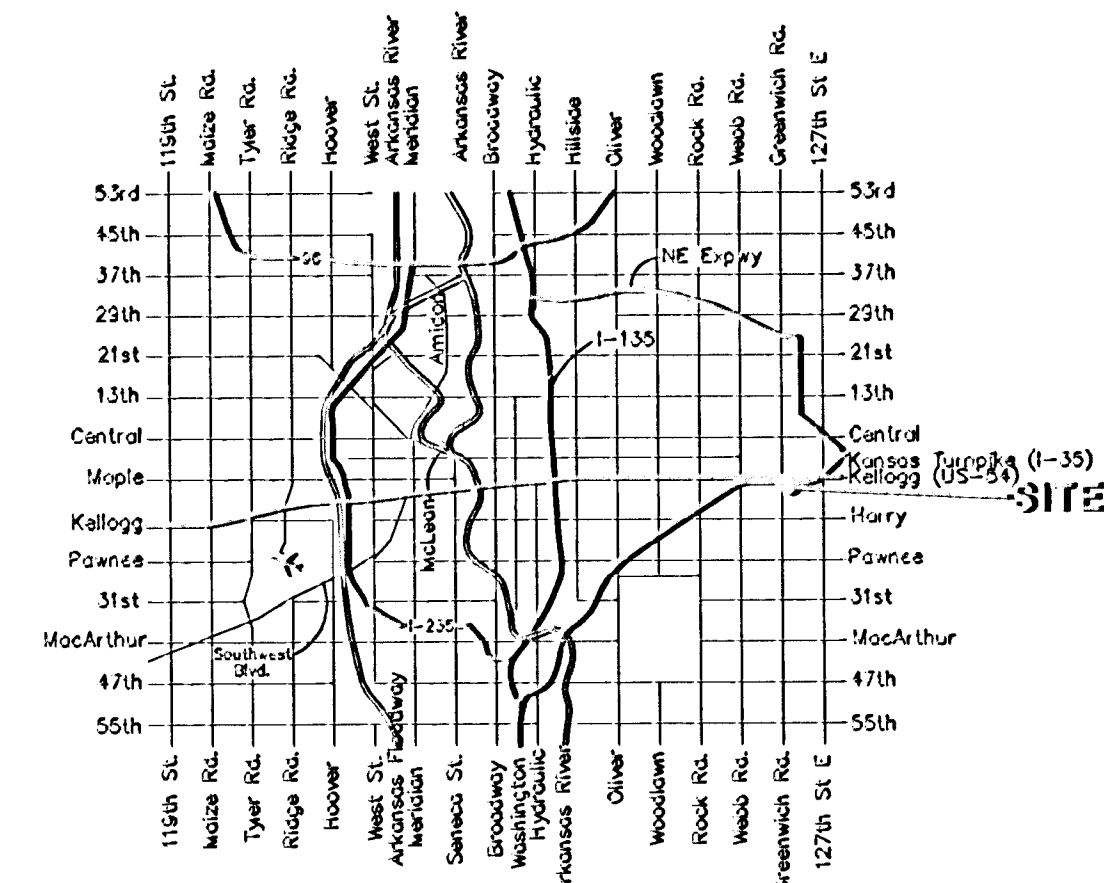 119th St.
Maize Rd.
Tyler Rd.
Ridge Rd.
Hoover
West St.
Arkansas River
Meridian
Arkansas River
Broadway
Hydraulic
Hillside
Oliver
Woodlawn
Rock Rd.
Webb Rd.
Greenwich Rd.
127th St E
53rd
45th
37th
29th
21st
13th
Central
Maple
Kellogg
Pawnee
31st
MacArthur
47th
55th
96
NE Expwy
Amidon
I-135
McLean
I-235
Southwest
Blvd.
53rd
45th
37th
29th
21st
13th
Central
Kansas Turnpike (I-35)
Kellogg (US-54)
SITE
Harry
Pawnee
31st
MacArthur
47th
55th
119th St.
Maize Rd.
Tyler Rd.
Ridge Rd.
Hoover
West St.
Arkansas Floodway
Meridian
Seneca St.
Broadway
Washington
Hydraulic
Arkansas River
Oliver
Woodlawn
Rock Rd.
Webb Rd.
Greenwich Rd.
127th St E